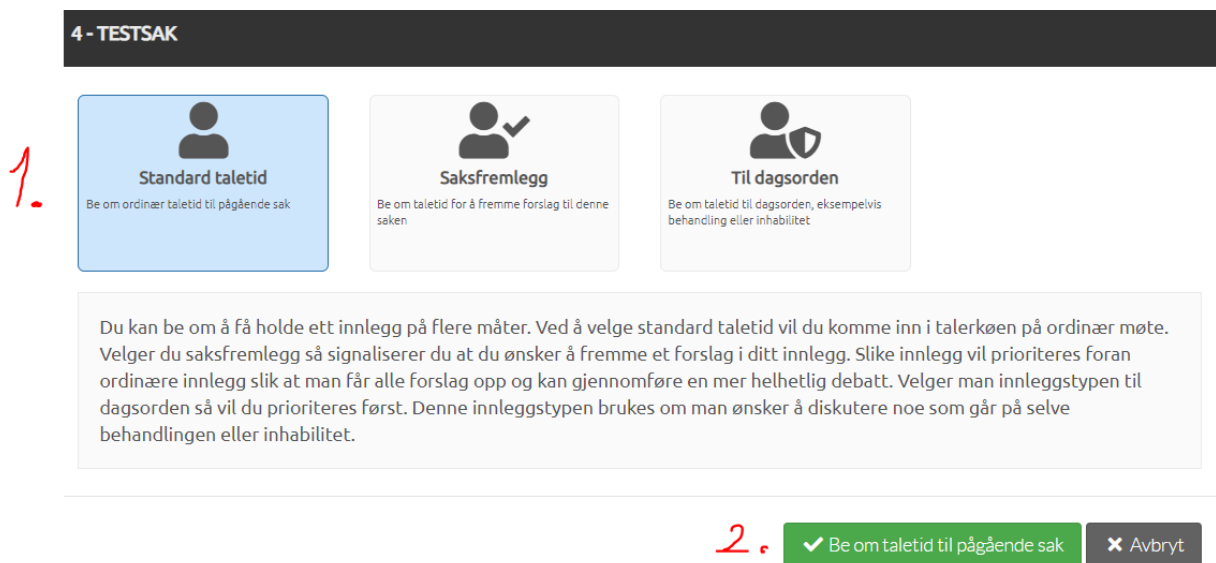 4 - TESTSAK
1.
Standard taletid
Be om ordinær taletid til pågående sak
Saksfremlegg
Be om taletid for å fremme forslag til denne
saken
Til dagsorden
Be om taletid til dagsorden, eksempelvis
behandling eller inhabilitet
Du kan be om å få holde ett innlegg på flere måter. Ved å velge standard taletid vil du komme inn i talerkøen på ordinær møte.
Velger du saksfremlegg så signaliserer du at du ønsker å fremme et forslag i ditt innlegg. Slike innlegg vil prioriteres foran
ordinære innlegg slik at man får alle forslag opp og kan gjennomføre en mer helhetlig debatt. Velger man innleggstypen til
dagsorden så vil du prioriteres først. Denne innleggstypen brukes om man ønsker å diskutere noe som går på selve
behandlingen eller inhabilitet.
2.
Be om taletid til pågående sak
Avbryt